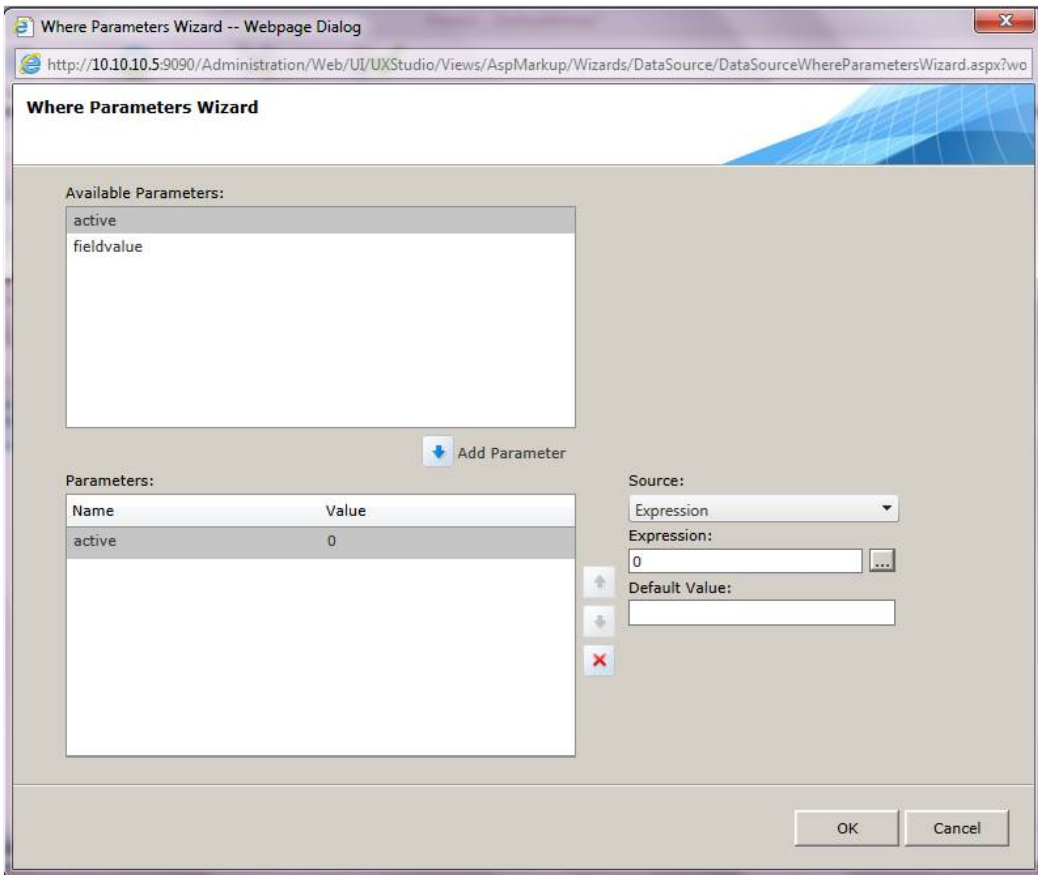 Where Parameters Wizard -- Webpage Dialog
http://10.10.10.5:9090/Administration/Web/UI/UXStudio/Views/AspMarkup/Wizards/DataSource/DataSourceWhereParametersWizard.aspx?wo
Where Parameters Wizard
Available Parameters:
active
fieldvalue
Add Parameter
Parameters:
Name Value
active 0
Source:
Expression
Expression:
0
...
Default Value:
OK Cancel